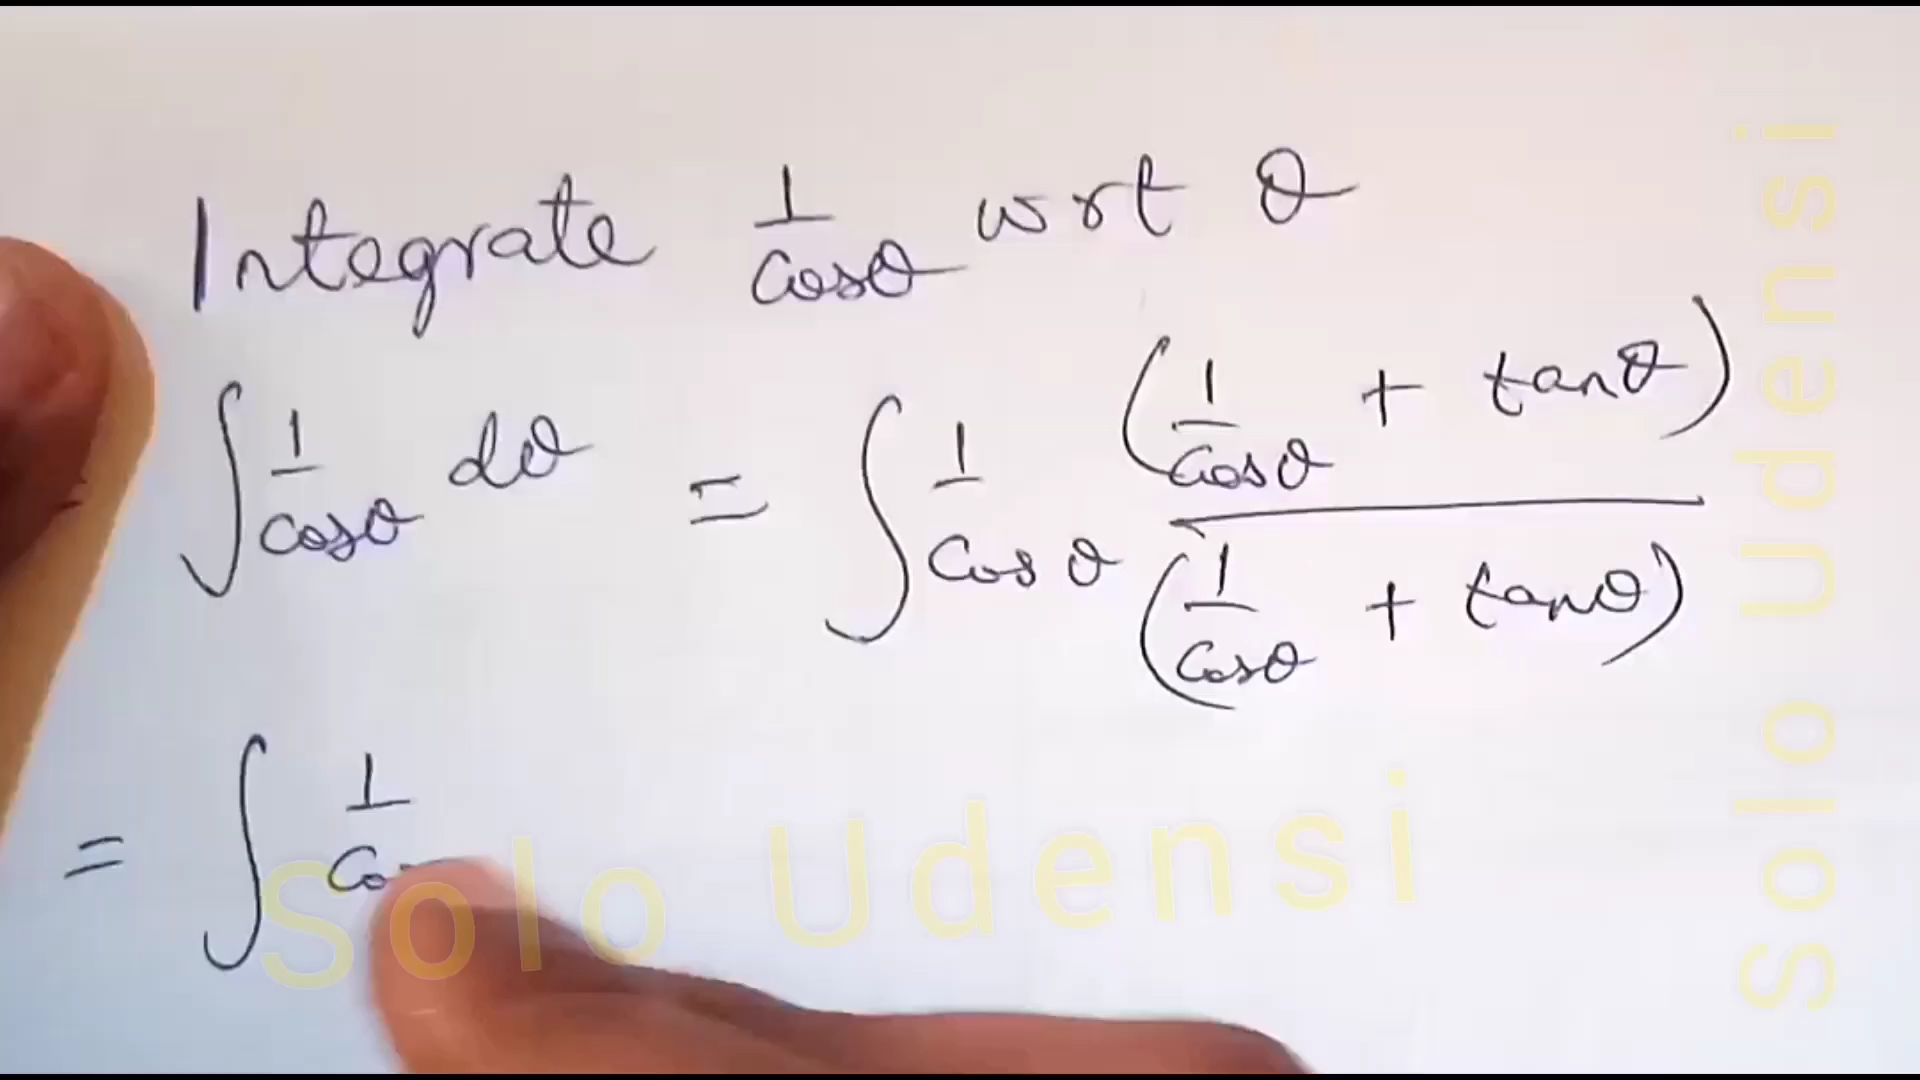 Integrate 1/cosθ wrt θ
∫ 1/cosθ dθ = ∫ 1/cosθ (1/cosθ + tanθ)/(1/cosθ + tanθ)
= ∫ 1/co
Solo Udensi
Solo Udensi